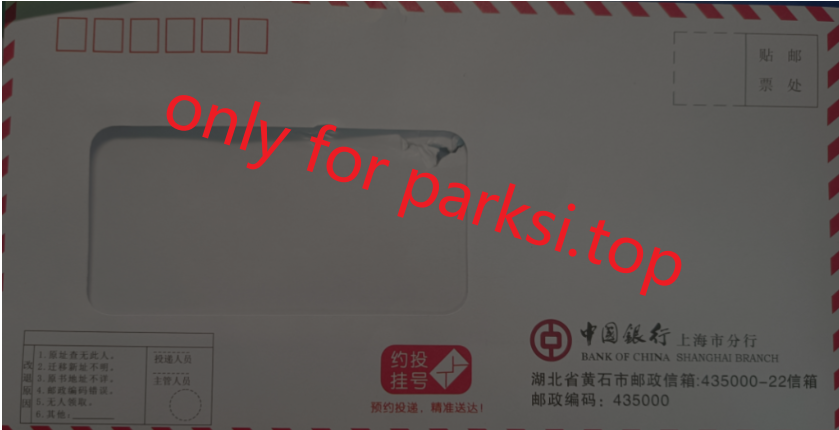 贴 邮
票 处
only for parksi.top
改退批回
1.原址查无此人。
2.迁移新址不明。
3.原书地址不详。
4.邮政编码错误。
5.无人领取。
6.其他:
投递人员
主管人员
约投
挂号
预约投递、精准送达!
中国银行 上海市分行
BANK OF CHINA SHANGHAI BRANCH
湖北省黄石市邮政信箱:435000-22信箱
邮政编码: 435000